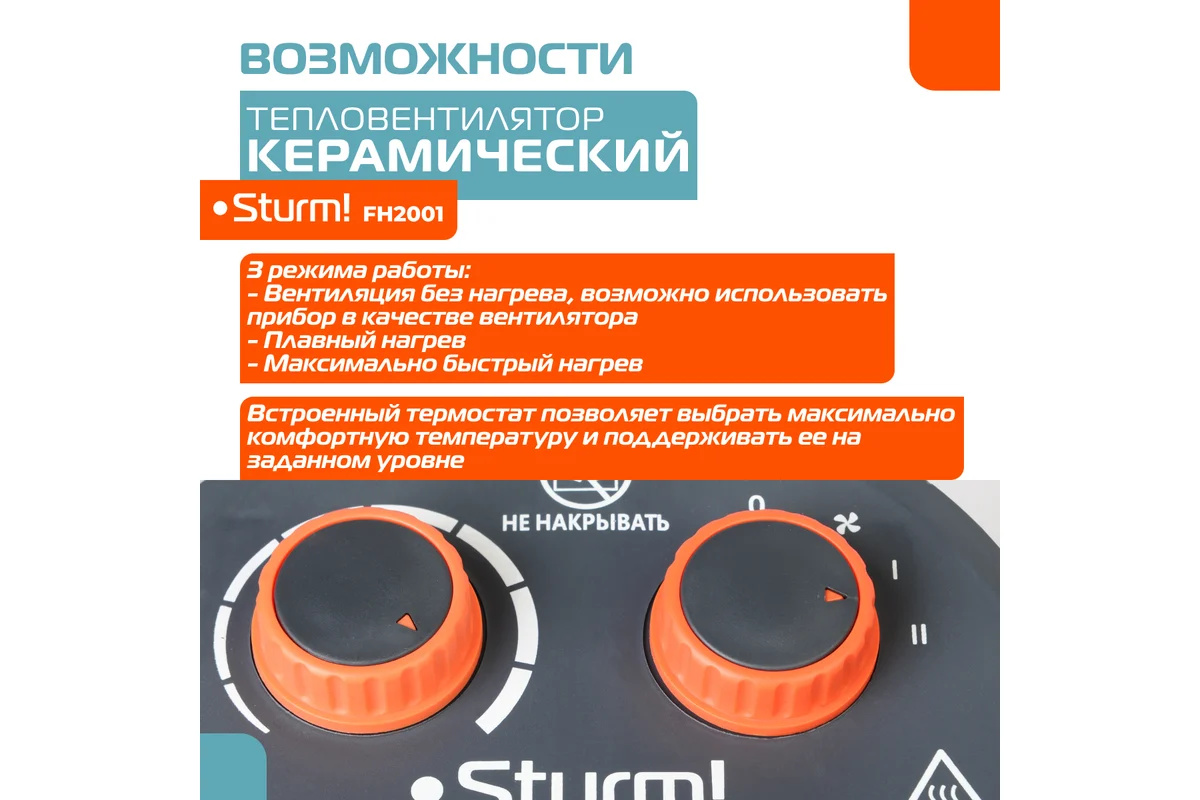 ВОЗМОЖНОСТИ
ТЕПЛОВЕНТИЛЯТОР
КЕРАМИЧЕСКИЙ
Sturm! FH2001
3 режима работы:
- Вентиляция без нагрева, возможно использовать
прибор в качестве вентилятора
- Плавный нагрев
- Максимально быстрый нагрев
Встроенный термостат позволяет выбрать максимально
комфортную температуру и поддерживать ее на
заданном уровне
НЕ НАКРЫВАТЬ
0
I
II
Sturm!